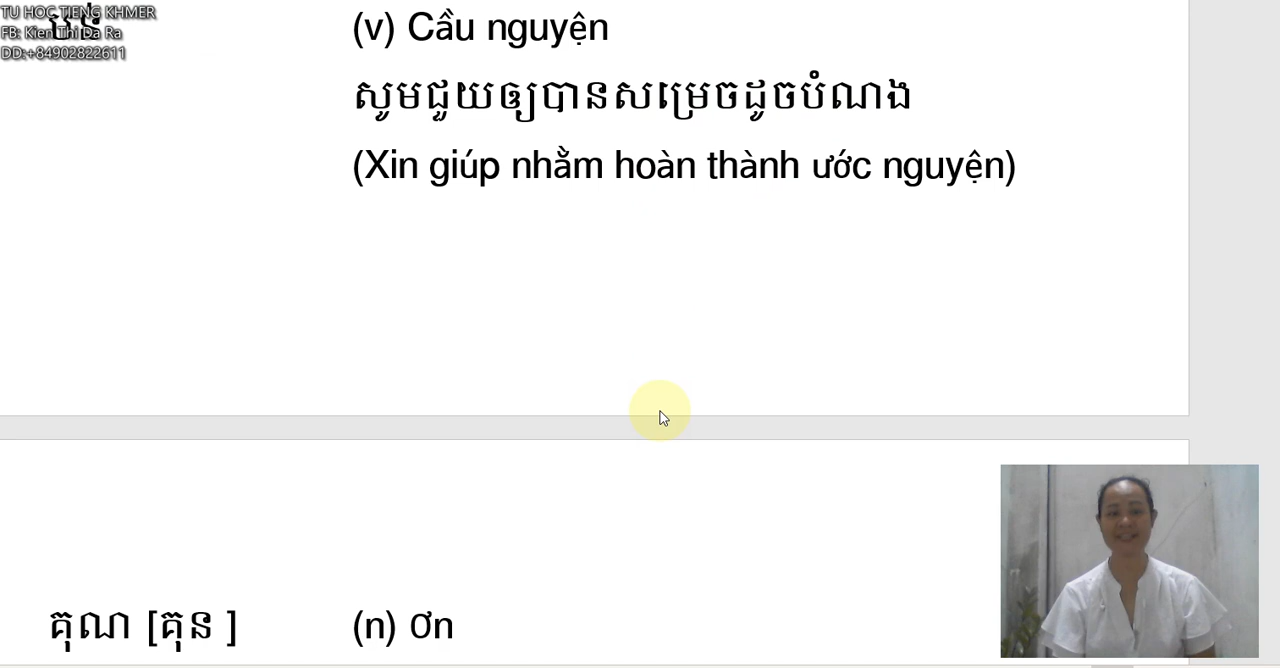 TU HOC TIENG KHMER
FB: Kien Thi Da Ra
DD:+84902822611
បន់
(v) Cầu nguyện
សូមជួយឲ្យបានសម្រេចដូចបំណង
(Xin giúp nhằm hoàn thành ước nguyện)
គុណ [គុន ]
(n) ơn